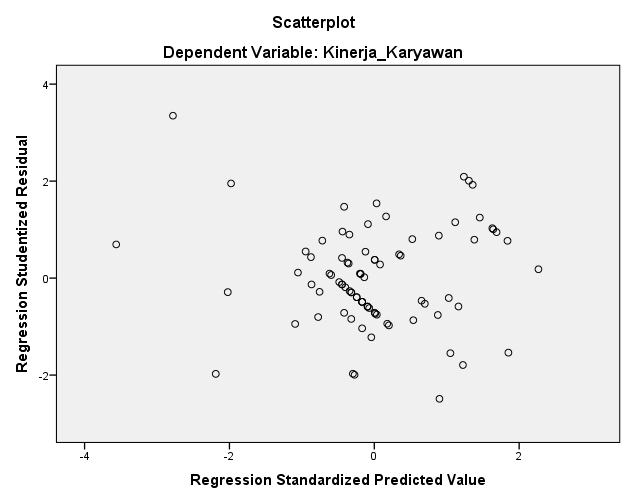 Scatterplot
Dependent Variable: Kinerja_Karyawan
Regression Studentized Residual
4
2
0
-2
-4
-2
0
2
Regression Standardized Predicted Value